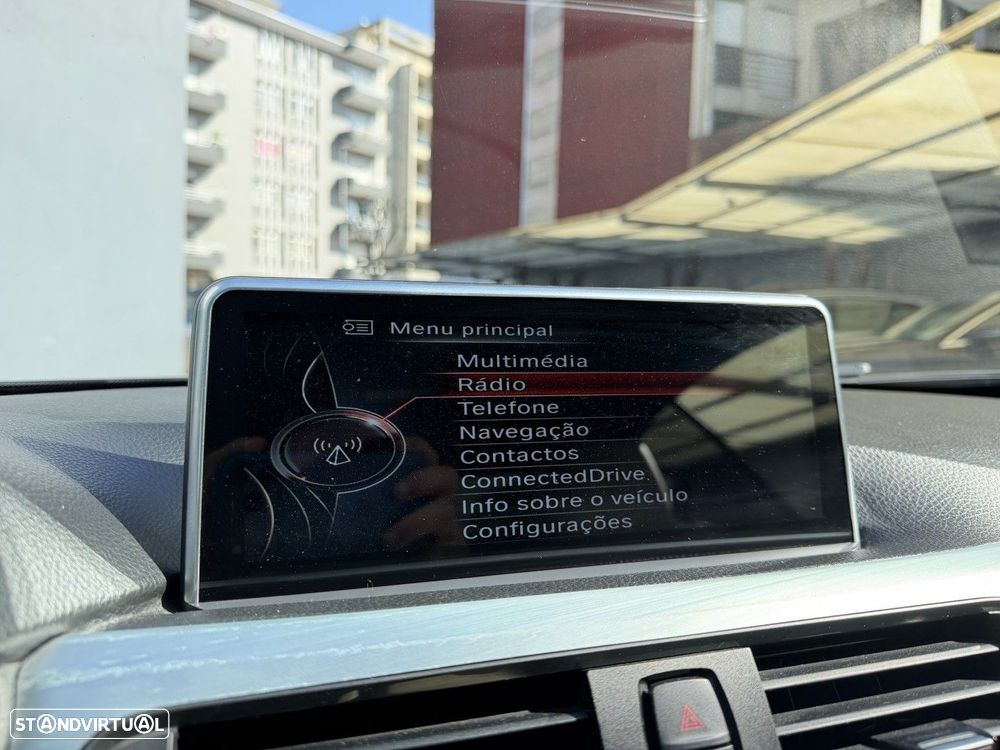 Menu principal
Multimédia
Rádio
Telefone
Navegação
Contactos
ConnectedDrive
Info sobre o veículo
Configurações
STANDVIRTUAL